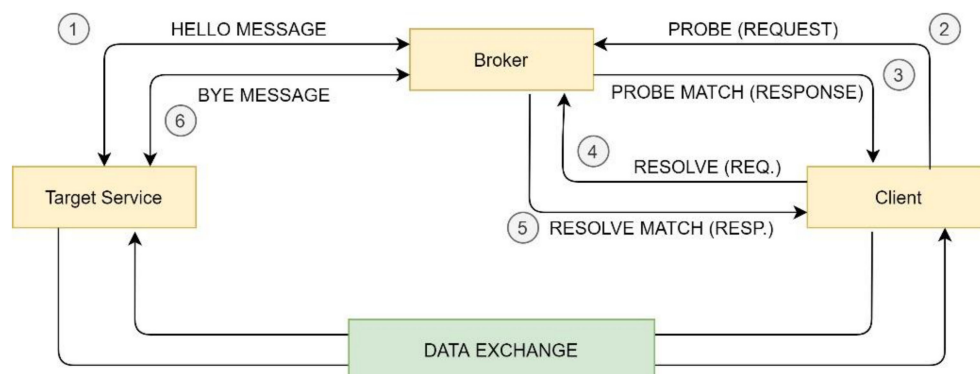 1
HELLO MESSAGE
PROBE (REQUEST)
2
Broker
3
BYE MESSAGE
PROBE MATCH (RESPONSE)
6
4
RESOLVE (REQ.)
Target Service
Client
5
RESOLVE MATCH (RESP.)
DATA EXCHANGE